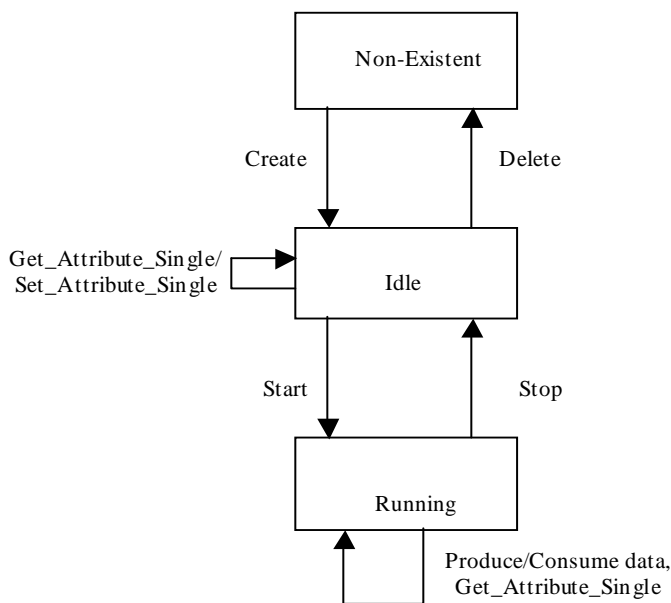 Non-Existent
Create
Delete
Get_Attribute_Single/
Set_Attribute_Single
Idle
Start
Stop
Running
Produce/Consume data,
Get_Attribute_Single